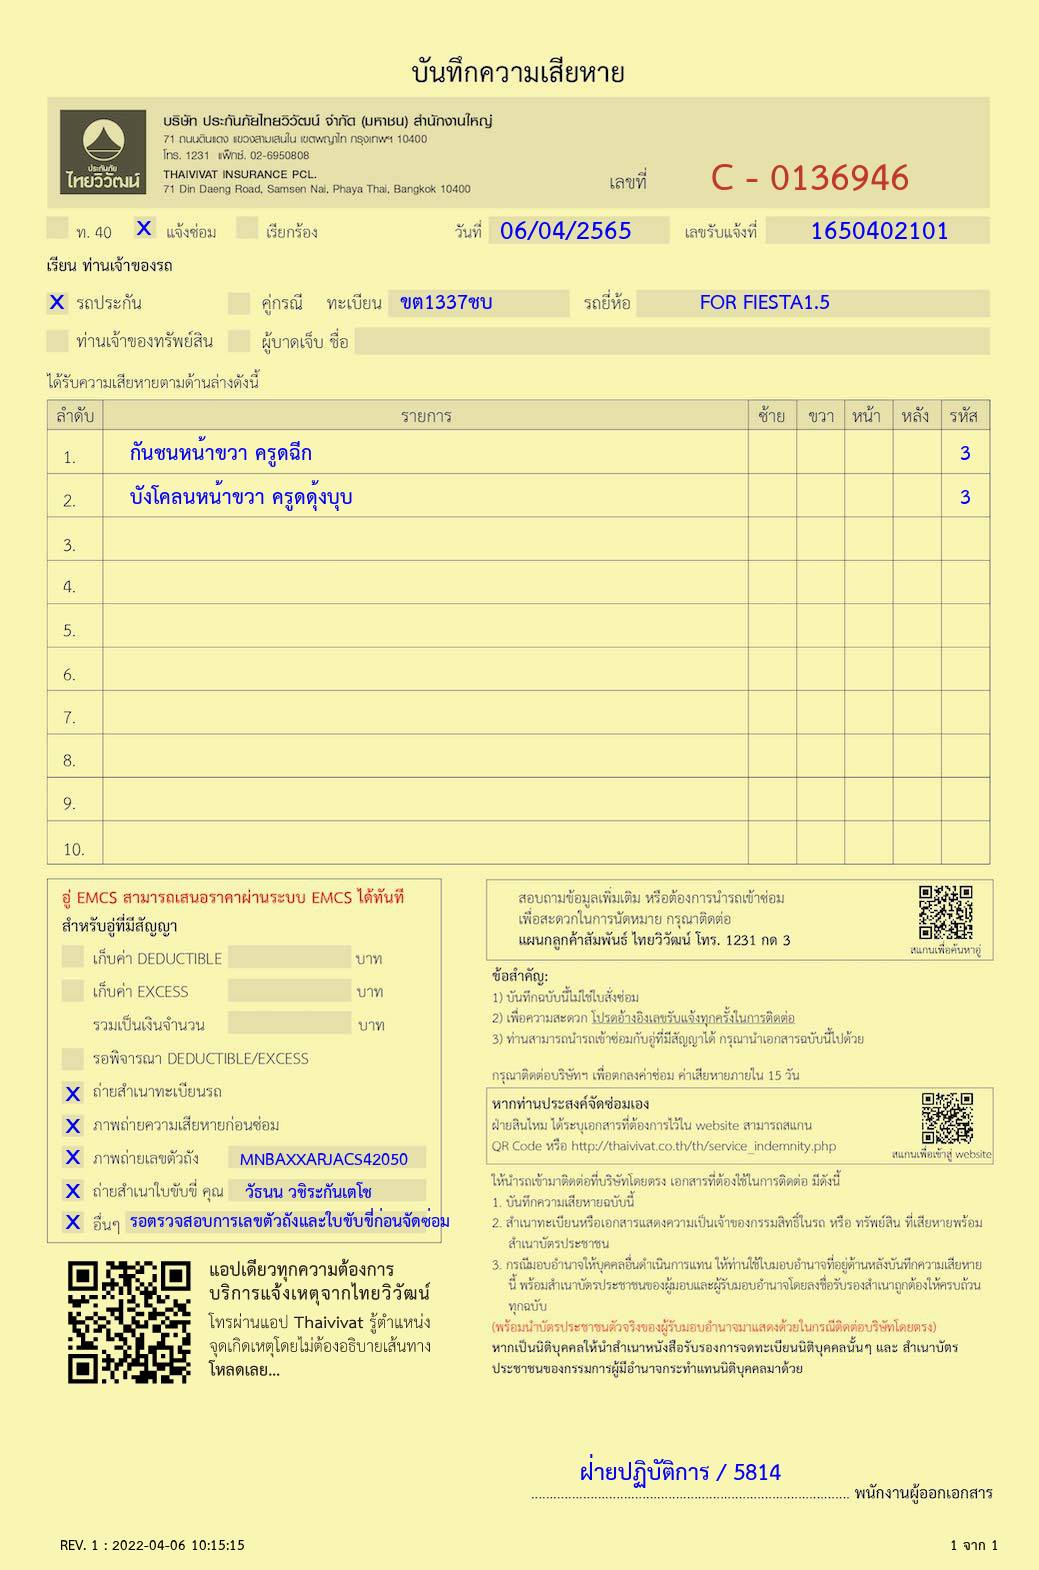 บันทึกความเสียหาย
ประกันภัย
ไทยวิวัฒน์
บริษัท ประกันภัยไทยวิวัฒน์ จำกัด (มหาชน) สำนักงานใหญ่
71 ถนนดินแดง แขวงสามเสนใน เขตพญาไท กรุงเทพฯ 10400
โทร. 1231 แฟ็กซ์. 02-6950808
THAIVIVAT INSURANCE PCL.
71 Din Daeng Road, Samsen Nai, Phaya Thai, Bangkok 10400
เลขที่ C - 0136946
ท. 40 X แจ้งซ่อม เรียกร้อง วันที่ 06/04/2565 เลขรับแจ้งที่ 1650402101
เรียน ท่านเจ้าของรถ
X รถประกัน คู่กรณี ทะเบียน ขต1337ชบ รถยี่ห้อ FOR FIESTA1.5
ท่านเจ้าของทรัพย์สิน ผู้บาดเจ็บ ชื่อ
ได้รับความเสียหายตามด้านล่างดังนี้
ลำดับ รายการ ซ้าย ขวา หน้า หลัง รหัส
1. กันชนหน้าขวา ครูดฉีก 3
2. บังโคลนหน้าขวา ครูดดุ้งบุบ 3
3.
4.
5.
6.
7.
8.
9.
10.
อู่ EMCS สามารถเสนอราคาผ่านระบบ EMCS ได้ทันที
สำหรับอู่ที่มีสัญญา
เก็บค่า DEDUCTIBLE บาท
เก็บค่า EXCESS บาท
รวมเป็นเงินจำนวน บาท
รอพิจารณา DEDUCTIBLE/EXCESS
X ถ่ายสำเนาทะเบียนรถ
X ภาพถ่ายความเสียหายก่อนซ่อม
X ภาพถ่ายเลขตัวถัง MNBAXXARJACS42050
X ถ่ายสำเนาใบขับขี่ คุณ วัธนน วชิระกันเตโช
X อื่นๆ รอตรวจสอบการเลขตัวถังและใบขับขี่ก่อนจัดซ่อม
แอปเดียวทุกความต้องการ
บริการแจ้งเหตุจากไทยวิวัฒน์
โทรผ่านแอป Thaivivat รู้ตำแหน่ง
จุดเกิดเหตุโดยไม่ต้องอธิบายเส้นทาง
โหลดเลย...
สอบถามข้อมูลเพิ่มเติม หรือต้องการนำรถเข้าซ่อม
เพื่อสะดวกในการนัดหมาย กรุณาติดต่อ
แผนกลูกค้าสัมพันธ์ ไทยวิวัฒน์ โทร. 1231 กด 3
สแกนเพื่อค้นหาอู่
ข้อสำคัญ:
1) บันทึกฉบับนี้ไม่ใช่ใบสั่งซ่อม
2) เพื่อความสะดวก โปรดอ้างอิงเลขรับแจ้งทุกครั้งในการติดต่อ
3) ท่านสามารถนำรถเข้าซ่อมกับอู่ที่มีสัญญาได้ กรุณานำเอกสารฉบับนี้ไปด้วย
กรุณาติดต่อบริษัทฯ เพื่อตกลงค่าซ่อม ค่าเสียหายภายใน 15 วัน
หากท่านประสงค์จัดซ่อมเอง
ฝ่ายสินไหม ได้ระบุเอกสารที่ต้องการไว้ใน website สามารถสแกน
QR Code หรือ http://thaivivat.co.th/th/service_indemnity.php
สแกนเพื่อเข้าสู่ website
ให้นำรถเข้ามาติดต่อที่บริษัทโดยตรง เอกสารที่ต้องใช้ในการติดต่อ มีดังนี้
1. บันทึกความเสียหายฉบับนี้
2. สำเนาทะเบียนหรือเอกสารแสดงความเป็นเจ้าของกรรมสิทธิ์ในรถ หรือ ทรัพย์สิน ที่เสียหายพร้อม
สำเนาบัตรประชาชน
3. กรณีมอบอำนาจให้บุคคลอื่นดำเนินการแทน ให้ท่านใช้ใบมอบอำนาจที่อยู่ด้านหลังบันทึกความเสียหาย
นี้ พร้อมสำเนาบัตรประชาชนของผู้มอบและผู้รับมอบอำนาจโดยลงชื่อรับรองสำเนาถูกต้องให้ครบถ้วน
ทุกฉบับ
(พร้อมนำบัตรประชาชนตัวจริงของผู้รับมอบอำนาจมาแสดงด้วยในกรณีติดต่อบริษัทโดยตรง)
หากเป็นนิติบุคคลให้นำสำเนาหนังสือรับรองการจดทะเบียนนิติบุคคลนั้นๆ และ สำเนาบัตร
ประชาชนของกรรมการผู้มีอำนาจกระทำแทนนิติบุคคลมาด้วย
ฝ่ายปฏิบัติการ / 5814
พนักงานผู้ออกเอกสาร
REV. 1 : 2022-04-06 10:15:15 1 จาก 1